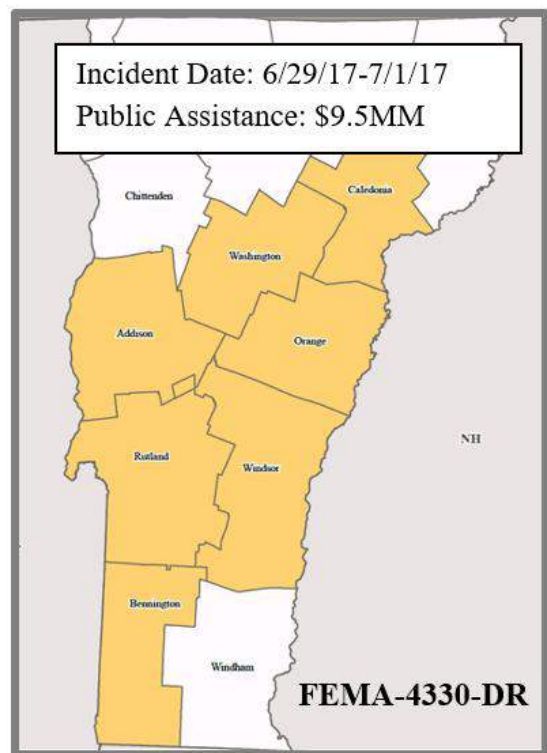 Incident Date: 6/29/17-7/1/17
Public Assistance: $9.5MM
Caledonia
Chittenden
Washington
Addison
Orange
NH
Rutland
Windsor
Bennington
Windham
FEMA-4330-DR